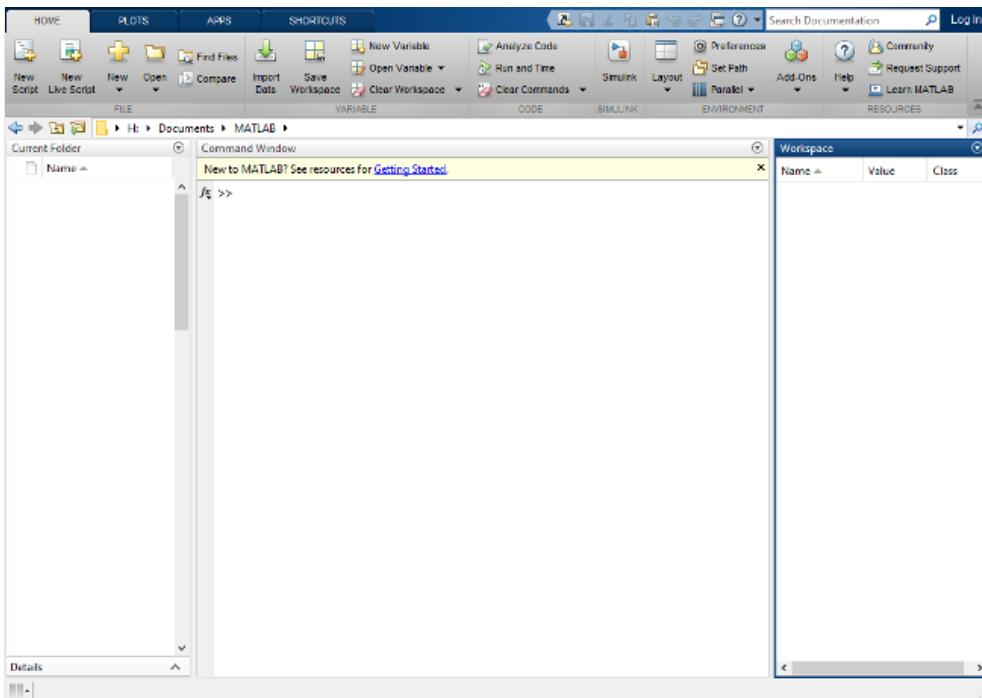 HOME PLOTS APPS SHORTCUTS Search Documentation Log In
New Script New Live Script New Open Find Files Compare Import Data Save Workspace New Variable Open Variable Clear Workspace Analyze Code Run and Time Clear Commands Simulink Layout Preferences Set Path Parallel Add-Ons Help Community Request Support Learn MATLAB
FILE VARIABLE CODE SIMULINK ENVIRONMENT RESOURCES
H: Documents MATLAB
Current Folder Command Window Workspace
Name New to MATLAB? See resources for Getting Started. Name Value Class
fx >>
Details